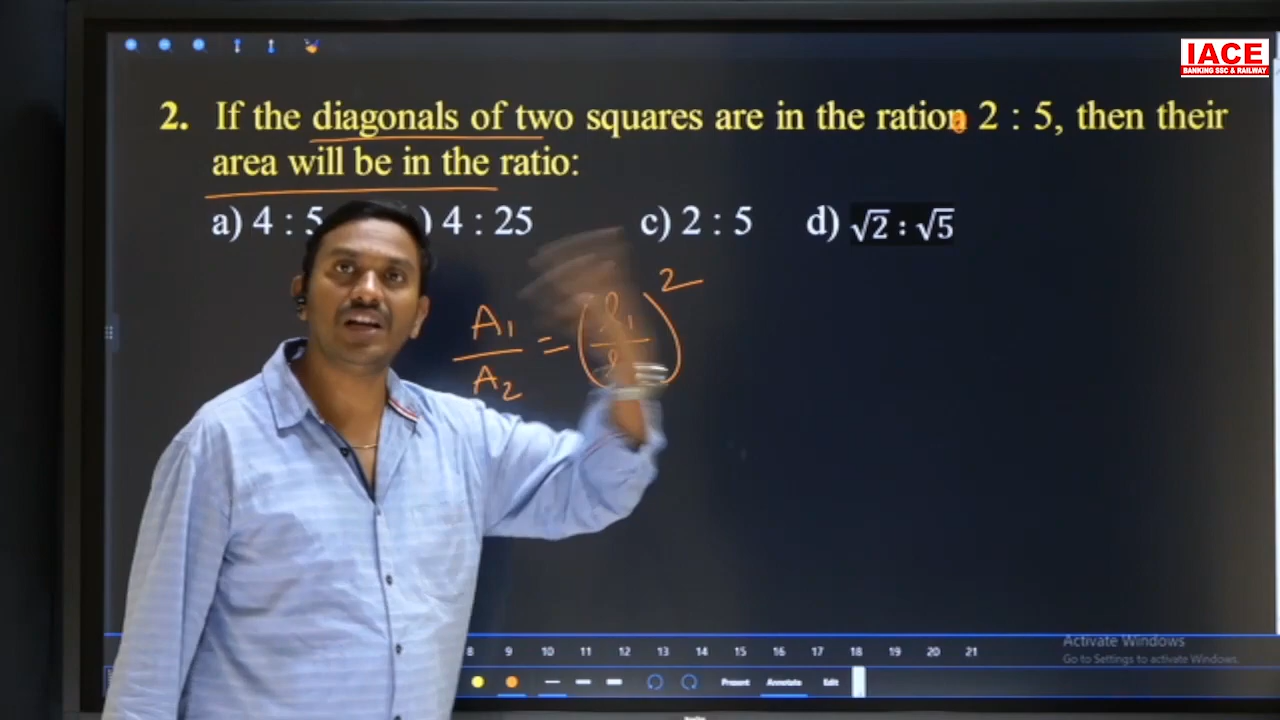 IACE
BANKING SSC & RAILWAY
2. If the diagonals of two squares are in the ration 2 : 5, then their
area will be in the ratio:
a) 4 : 5 ) 4 : 25 c) 2 : 5 d) √2 : √5
A1/A2 = (l1/l)^2
Activate Windows
Go to Settings to activate Windows.
8 9 10 11 12 13 14 15 16 17 18 19 20 21
Present Annotate Edit